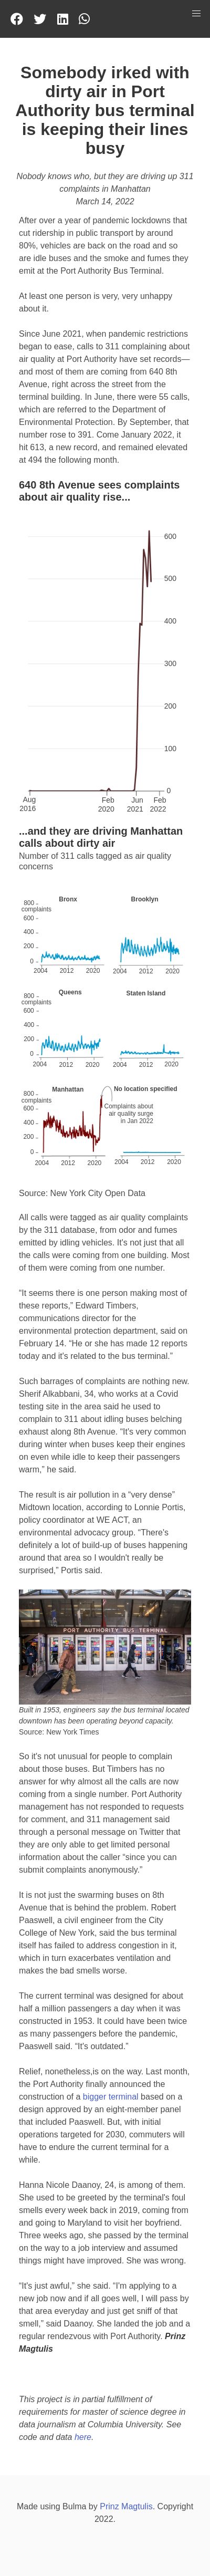 Somebody irked with
dirty air in Port
Authority bus terminal
is keeping their lines
busy
Nobody knows who, but they are driving up 311
complaints in Manhattan
March 14, 2022
After over a year of pandemic lockdowns that
cut ridership in public transport by around
80%, vehicles are back on the road and so
are idle buses and the smoke and fumes they
emit at the Port Authority Bus Terminal.
At least one person is very, very unhappy
about it.
Since June 2021, when pandemic restrictions
began to ease, calls to 311 complaining about
air quality at Port Authority have set records—
and most of them are coming from 640 8th
Avenue, right across the street from the
terminal building. In June, there were 55 calls,
which are referred to the Department of
Environmental Protection. By September, that
number rose to 391. Come January 2022, it
hit 613, a new record, and remained elevated
at 494 the following month.
640 8th Avenue sees complaints
about air quality rise...
600
500
400
300
200
100
0
Aug
2016
Feb
2020
Jun
2021
Feb
2022
...and they are driving Manhattan
calls about dirty air
Number of 311 calls tagged as air quality
concerns
Bronx
800
complaints
600
400
200
0
2004 2012 2020
Brooklyn
2004 2012 2020
Queens
800
complaints
600
400
200
0
2004 2012 2020
Staten Island
2004 2012 2020
Manhattan
800
complaints
600
400
200
0
2004 2012 2020
No location specified
Complaints about
air quality surge
in Jan 2022
2004 2012 2020
Source: New York City Open Data
All calls were tagged as air quality complaints
by the 311 database, from odor and fumes
emitted by idling vehicles. It's not just that all
the calls were coming from one building. Most
of them were coming from one number.
“It seems there is one person making most of
these reports,” Edward Timbers,
communications director for the
environmental protection department, said on
February 14. “He or she has made 12 reports
today and it's related to the bus terminal.”
Such barrages of complaints are nothing new.
Sherif Alkabbani, 34, who works at a Covid
testing site in the area said he used to
complain to 311 about idling buses belching
exhaust along 8th Avenue. “It's very common
during winter when buses keep their engines
on even while idle to keep their passengers
warm,” he said.
The result is air pollution in a “very dense”
Midtown location, according to Lonnie Portis,
policy coordinator at WE ACT, an
environmental advocacy group. “There's
definitely a lot of build-up of buses happening
around that area so I wouldn't really be
surprised,” Portis said.
PORT AUTHORITY BUS TERMINAL
Built in 1953, engineers say the bus terminal located
downtown has been operating beyond capacity.
Source: New York Times
So it's not unusual for people to complain
about those buses. But Timbers has no
answer for why almost all the calls are now
coming from a single number. Port Authority
management has not responded to requests
for comment, and 311 management said
through a personal message on Twitter that
they are only able to get limited personal
information about the caller “since you can
submit complaints anonymously.”
It is not just the swarming buses on 8th
Avenue that is behind the problem. Robert
Paaswell, a civil engineer from the City
College of New York, said the bus terminal
itself has failed to address congestion in it,
which in turn exacerbates ventilation and
makes the bad smells worse.
The current terminal was designed for about
half a million passengers a day when it was
constructed in 1953. It could have been twice
as many passengers before the pandemic,
Paaswell said. “It's outdated.”
Relief, nonetheless,is on the way. Last month,
the Port Authority finally announced the
construction of a bigger terminal based on a
design approved by an eight-member panel
that included Paaswell. But, with initial
operations targeted for 2030, commuters will
have to endure the current terminal for a
while.
Hanna Nicole Daanoy, 24, is among of them.
She used to be greeted by the terminal's foul
smells every week back in 2019, coming from
and going to Maryland to visit her boyfriend.
Three weeks ago, she passed by the terminal
on the way to a job interview and assumed
things might have improved. She was wrong.
“It's just awful,” she said. “I'm applying to a
new job now and if all goes well, I will pass by
that area everyday and just get sniff of that
smell,” said Daanoy. She landed the job and a
regular rendezvous with Port Authority. Prinz
Magtulis
This project is in partial fulfillment of
requirements for master of science degree in
data journalism at Columbia University. See
code and data here.
Made using Bulma by Prinz Magtulis. Copyright
2022.